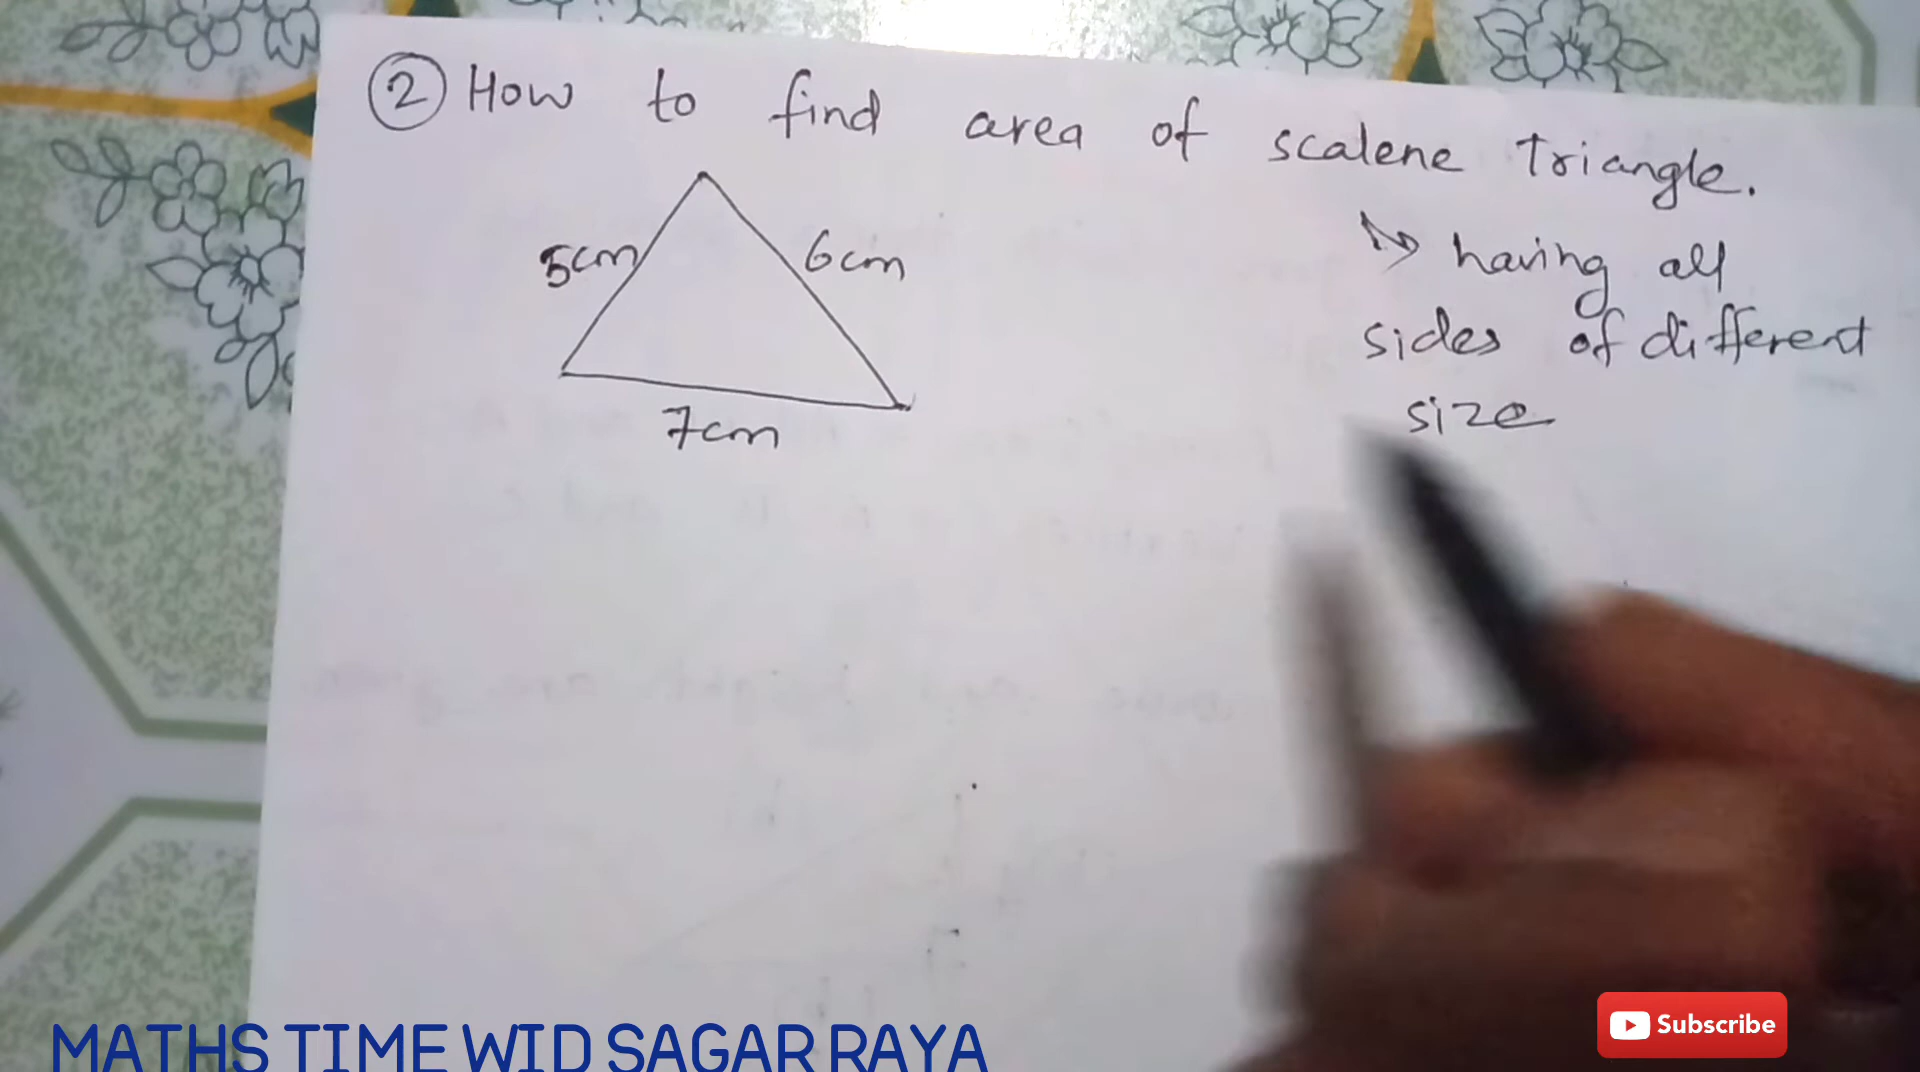 ② How to find area of scalene triangle.
5cm
6cm
7cm
↳ having all
sides of different
size
MATHS TIME WID SAGAR RAYA
Subscribe